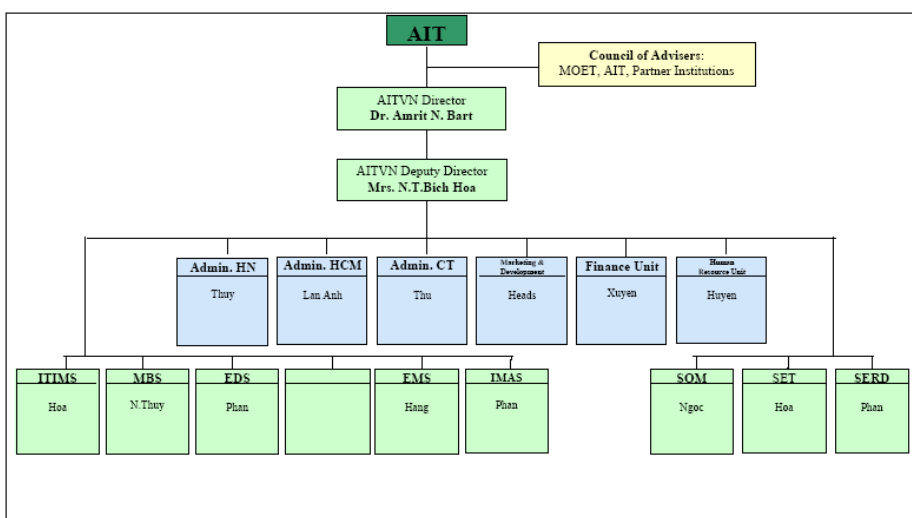 AIT
Council of Advisers:
MOET, AIT, Partner Institutions
AITVN Director
Dr. Amrit N. Bart
AITVN Deputy Director
Mrs. N.T.Bich Hoa
Admin. HN
Thuy
Admin. HCM
Lan Anh
Admin. CT
Thu
Marketing &
Development
Heads
Finance Unit
Xuyen
Human
Resource Unit
Huyen
ITIMS
Hoa
MBS
N.Thuy
EDS
Phan
EMS
Hang
IMAS
Phan
SOM
Ngoc
SET
Hoa
SERD
Phan